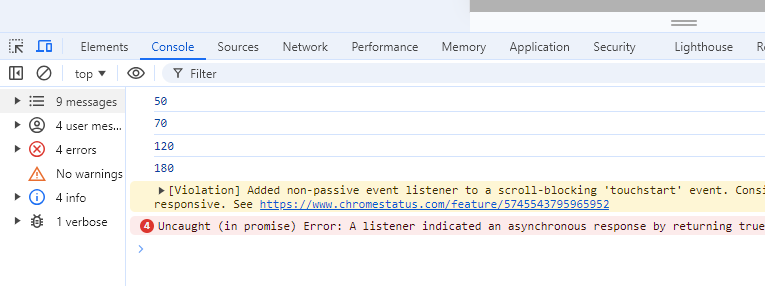 Elements Console Sources Network Performance Memory Application Security Lighthouse
top Filter
9 messages
4 user mes...
4 errors
No warnings
4 info
1 verbose
50
70
120
180
[Violation] Added non-passive event listener to a scroll-blocking 'touchstart' event.
responsive. See https://www.chromestatus.com/feature/5745543795965952
4 Uncaught (in promise) Error: A listener indicated an asynchronous response by returning true